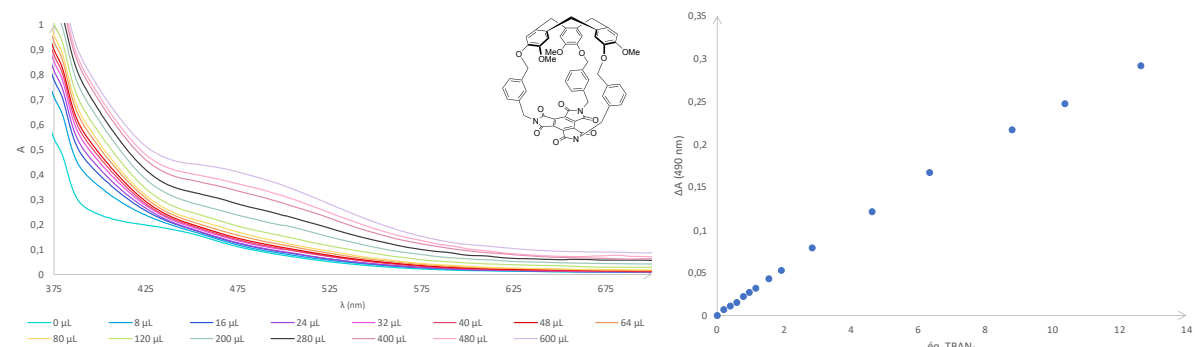 1
0,9
0,8
0,7
0,6
0,5
0,4
0,3
0,2
0,1
0
A
375
425
475
525
575
625
675
λ (nm)
0 µL
8 µL
16 µL
24 µL
32 µL
40 µL
48 µL
64 µL
80 µL
120 µL
200 µL
280 µL
400 µL
480 µL
600 µL
O
OMe
MeO
O
O
OMe
N
O
O
N
O
O
O
N
O
0,35
0,3
0,25
0,2
0,15
0,1
0,05
0
ΔA (490 nm)
0
2
4
6
8
10
12
14
éq. TBAN